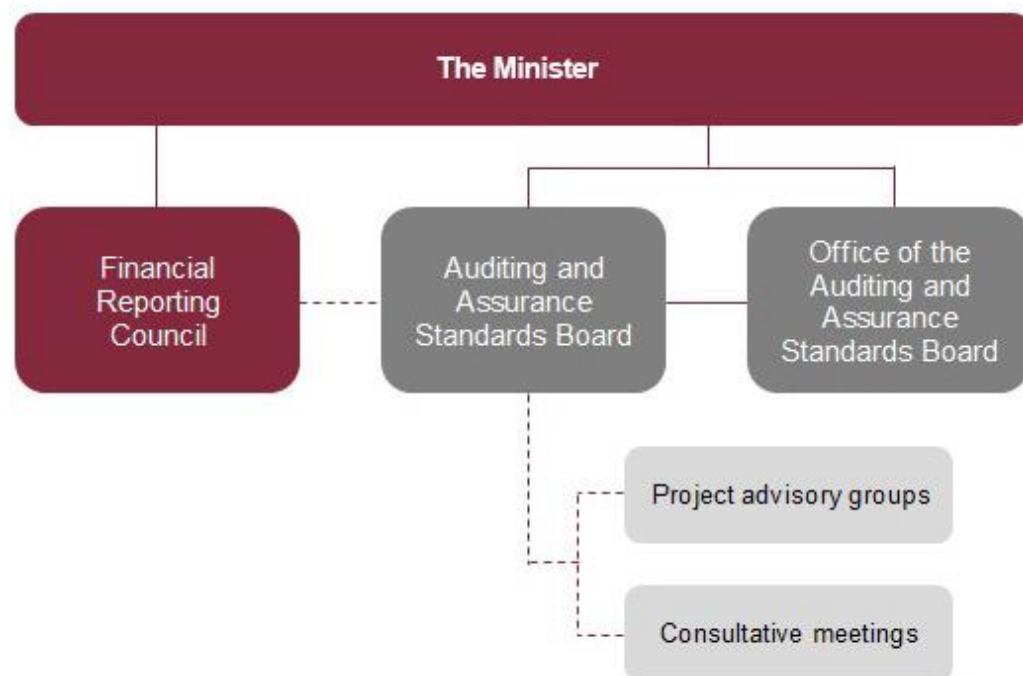 The Minister
Financial
Reporting
Council
Auditing and
Assurance
Standards Board
Office of the
Auditing and
Assurance
Standards Board
Project advisory groups
Consultative meetings